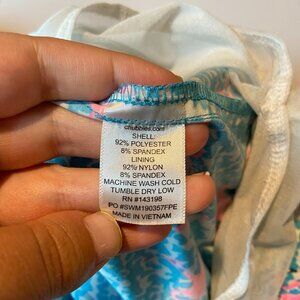 chubbies.com
SHELL:
92% POLYESTER
8% SPANDEX
LINING
92% NYLON
8% SPANDEX
MACHINE WASH COLD
TUMBLE DRY LOW
RN #143198
PO #SWM190357FPE
MADE IN VIETNAM